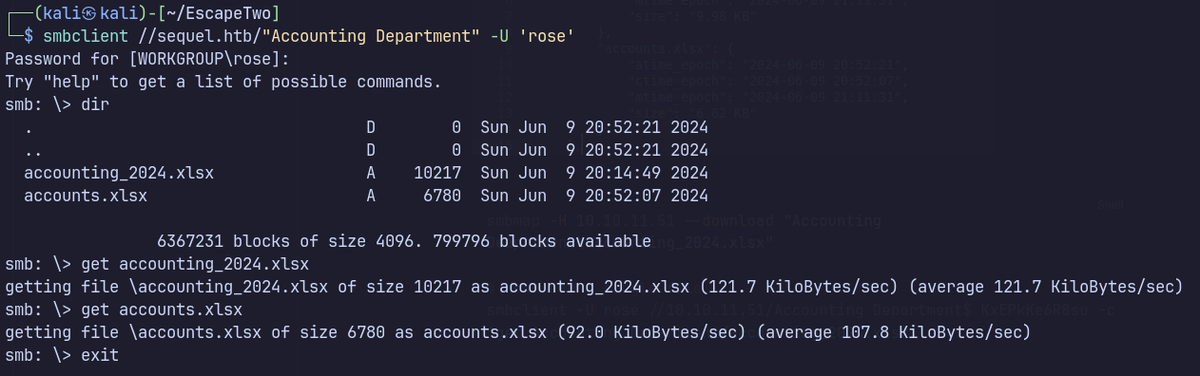 (kali㉿kali)-[~/EscapeTwo]
$ smbclient //sequel.htb/"Accounting Department" -U 'rose'
Password for [WORKGROUP\rose]:
Try "help" to get a list of possible commands.
smb: \> dir
. D 0 Sun Jun 9 20:52:21 2024
.. D 0 Sun Jun 9 20:52:21 2024
accounting_2024.xlsx A 10217 Sun Jun 9 20:14:49 2024
accounts.xlsx A 6780 Sun Jun 9 20:52:07 2024
6367231 blocks of size 4096. 799796 blocks available
smb: \> get accounting_2024.xlsx
getting file \accounting_2024.xlsx of size 10217 as accounting_2024.xlsx (121.7 KiloBytes/sec) (average 121.7 KiloBytes/sec)
smb: \> get accounts.xlsx
getting file \accounts.xlsx of size 6780 as accounts.xlsx (92.0 KiloBytes/sec) (average 107.8 KiloBytes/sec)
smb: \> exit